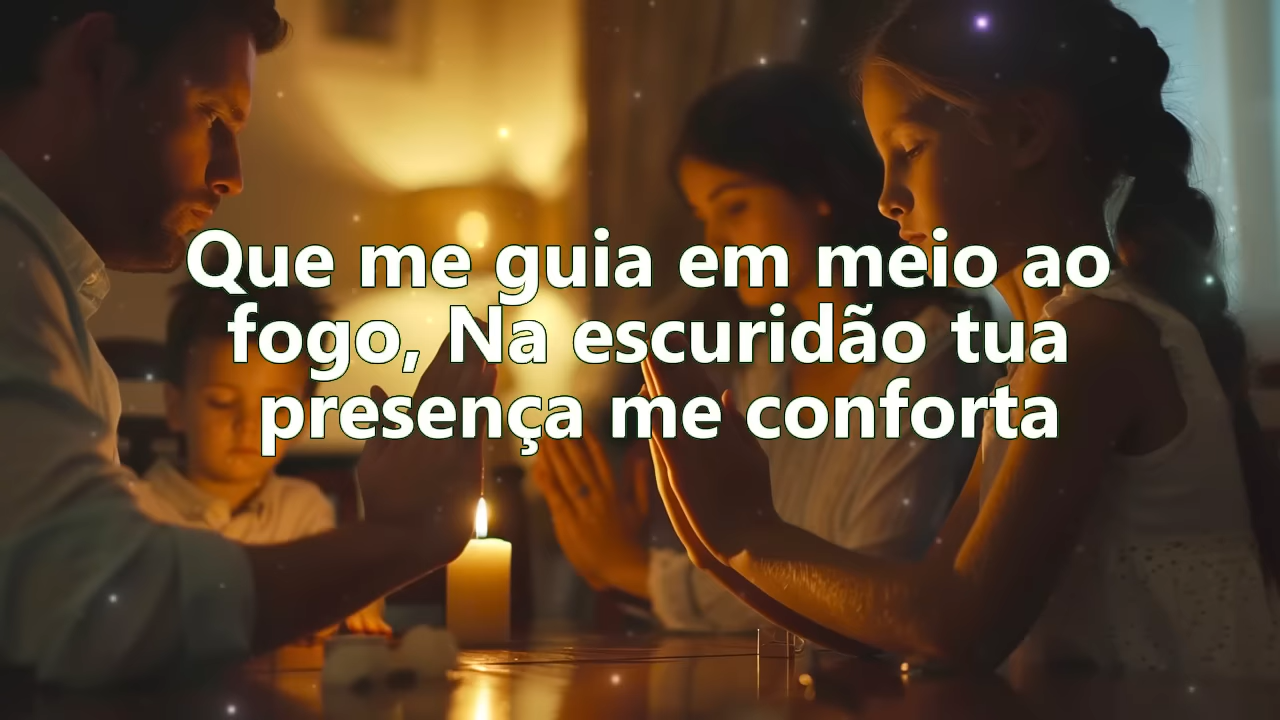 Que me guia em meio ao
fogo, Na escuridão tua
presença me conforta